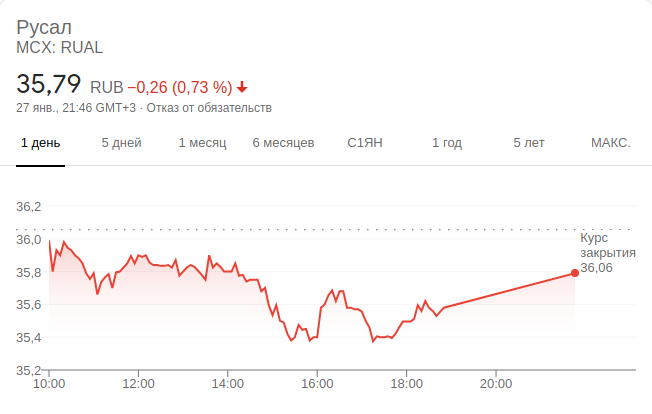 Русал
MCX: RUAL
35,79 RUB −0,26 (0,73 %)
27 янв., 21:46 GMT+3 · Отказ от обязательств
1 день 5 дней 1 месяц 6 месяцев С1ЯН 1 год 5 лет МАКС.
36,2
36,0
35,8
35,6
35,4
35,2
Курс
закрытия
36,06
10:00 12:00 14:00 16:00 18:00 20:00